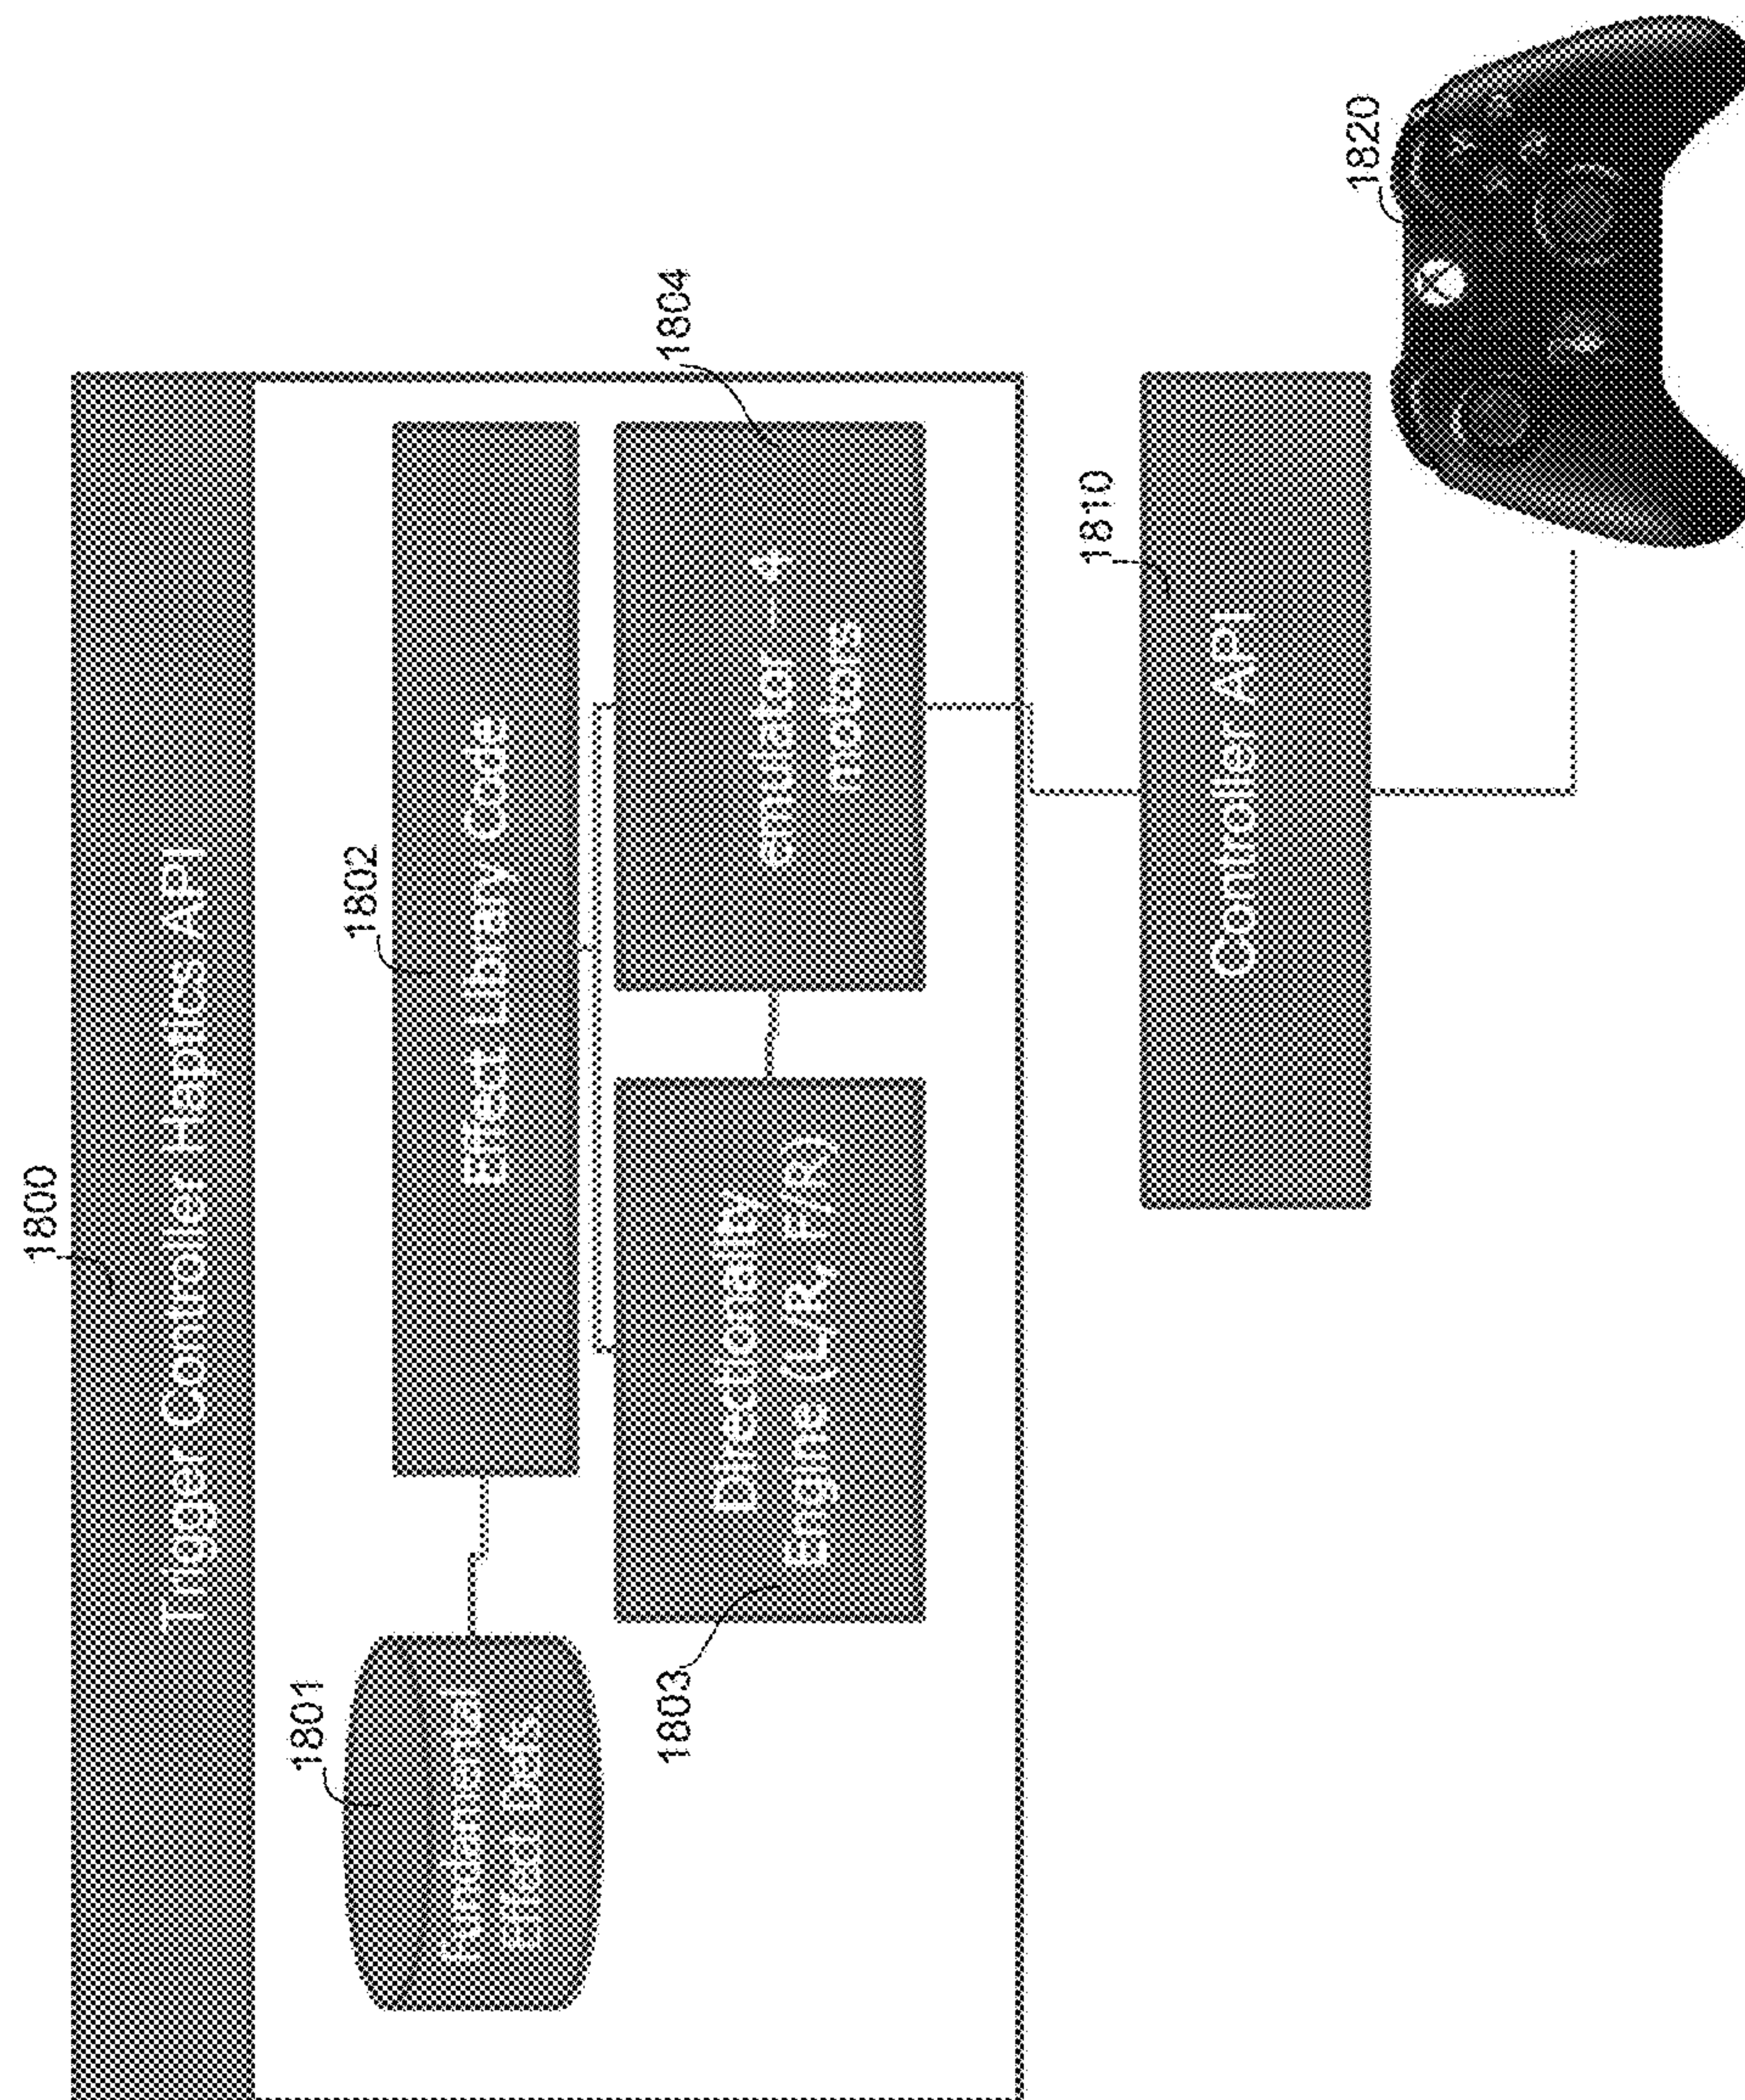 1800
Trigger Controller Haptics API
1801
Fundamental
Effect Defs
1802
Effect Library Code
1803
Directionality
Engine (L/R, F/R)
1804
emulator — 4
motors
1810
Controller API
1820